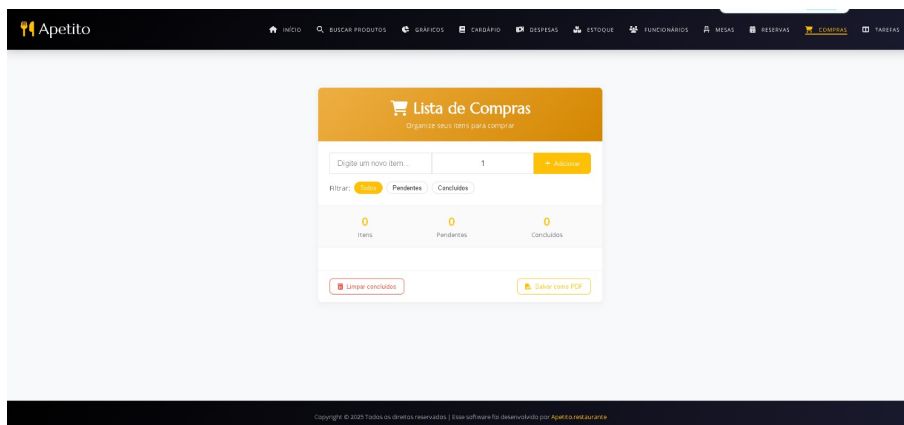 Apetito
INÍCIO BUSCAR PRODUTOS GRÁFICOS CARDÁPIO DESPESAS ESTOQUE FUNCIONÁRIOS MESAS RESERVAS COMPRAS TAREFAS
Lista de Compras
Organize seus itens para comprar
Digite um novo item... 1 + Adicionar
Filtrar: Todos Pendentes Concluídos
0 0 0
Itens Pendentes Concluídos
Limpar concluídos Salvar como PDF
Copyright © 2025 Todos os direitos reservados | Esse software foi desenvolvido por Apetito.restaurante